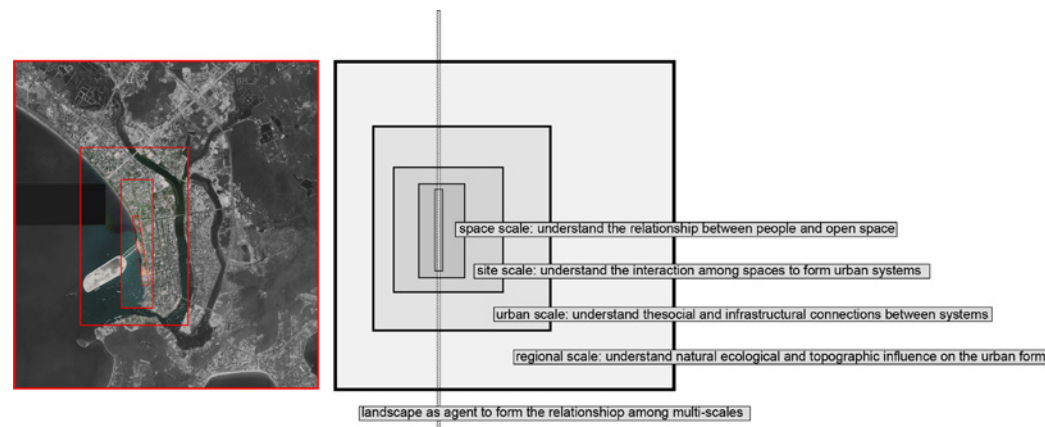 space scale: understand the relationship between people and open space
site scale: understand the interaction among spaces to form urban systems
urban scale: understand thesocial and infrastructural connections between systems
regional scale: understand natural ecological and topographic influence on the urban form
landscape as agent to form the relationshiop among multi-scales